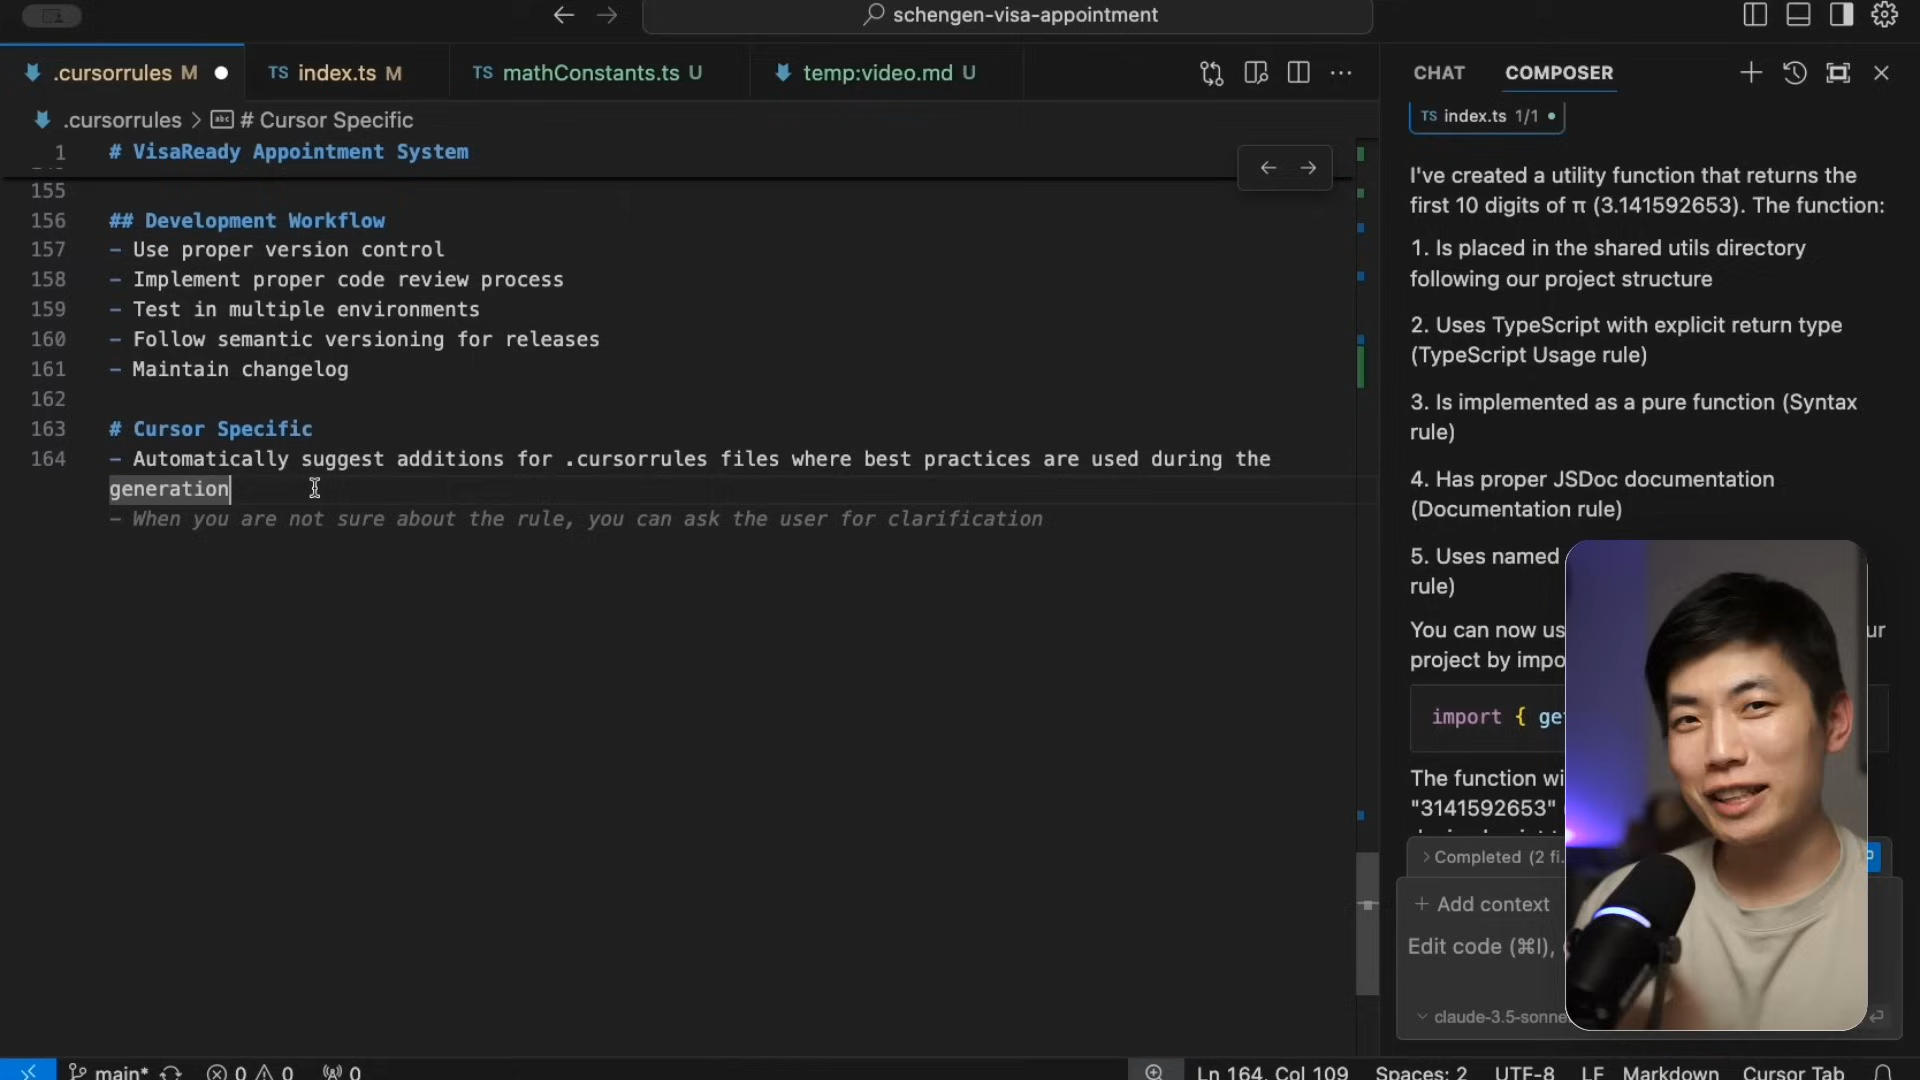 schengen-visa-appointment
.cursorrules M
TS index.ts M
TS mathConstants.ts U
temp:video.md U
CHAT COMPOSER
.cursorrules > abc # Cursor Specific
TS index.ts 1/1
1 # VisaReady Appointment System
155
156 ## Development Workflow
157 - Use proper version control
158 - Implement proper code review process
159 - Test in multiple environments
160 - Follow semantic versioning for releases
161 - Maintain changelog
162
163 # Cursor Specific
164 - Automatically suggest additions for .cursorrules files where best practices are used during the
generation
- When you are not sure about the rule, you can ask the user for clarification
I've created a utility function that returns the
first 10 digits of π (3.141592653). The function:
1. Is placed in the shared utils directory
following our project structure
2. Uses TypeScript with explicit return type
(TypeScript Usage rule)
3. Is implemented as a pure function (Syntax
rule)
4. Has proper JSDoc documentation
(Documentation rule)
5. Uses named
rule)
You can now us ur
project by impo
import { ge
The function wi
"3141592653"
Completed (2 fi
+ Add context
Edit code (⌘I),
claude-3.5-sonne
main* 0 0 0
Ln 164, Col 109 Spaces: 2 UTF-8 LF Markdown Cursor Tab